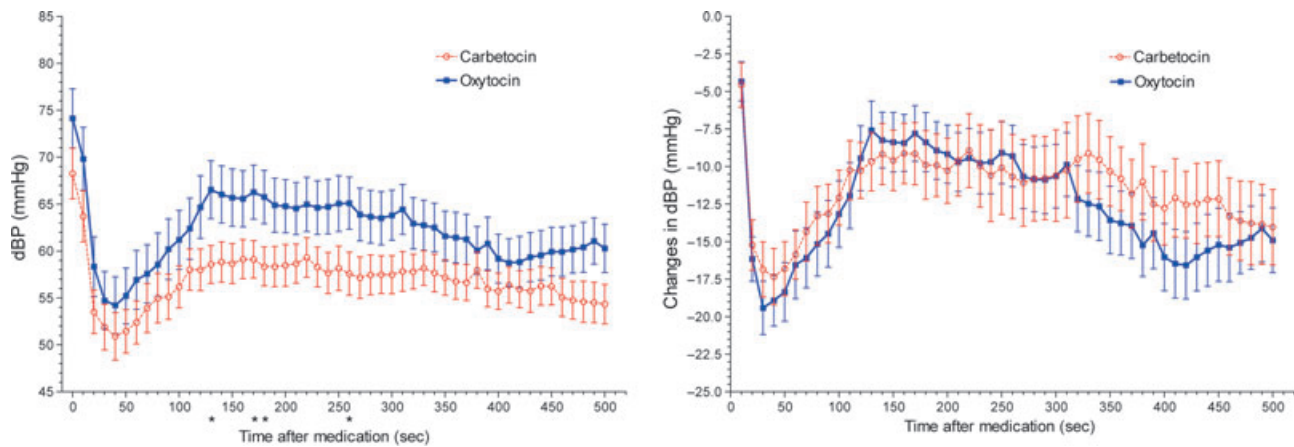 85
80
75
70
65
60
55
50
45
dBP (mmHg)
Carbetocin
Oxytocin
0 50 100 150 200 250 300 350 400 450 500
* ** *
Time after medication (sec)
0.0
−2.5
−5.0
−7.5
−10.0
−12.5
−15.0
−17.5
−20.0
−22.5
−25.0
Changes in dBP (mmHg)
Carbetocin
Oxytocin
0 50 100 150 200 250 300 350 400 450 500
Time after medication (sec)